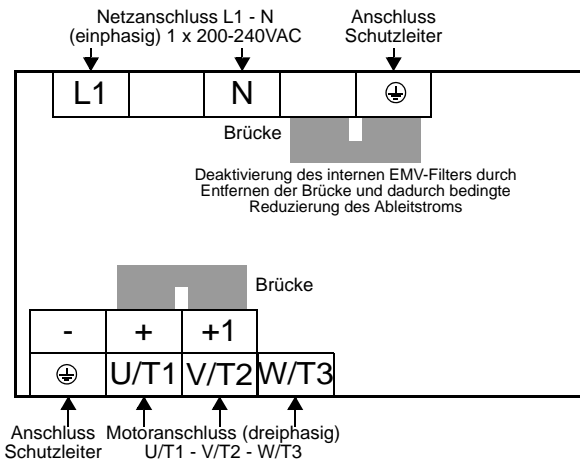 Netzanschluss L1 - N
(einphasig) 1 x 200-240VAC
Anschluss
Schutzleiter
L1
N
Brücke
Deaktivierung des internen EMV-Filters durch
Entfernen der Brücke und dadurch bedingte
Reduzierung des Ableitstroms
Brücke
- + +1
U/T1 V/T2 W/T3
Anschluss
Schutzleiter
Motoranschluss (dreiphasig)
U/T1 - V/T2 - W/T3